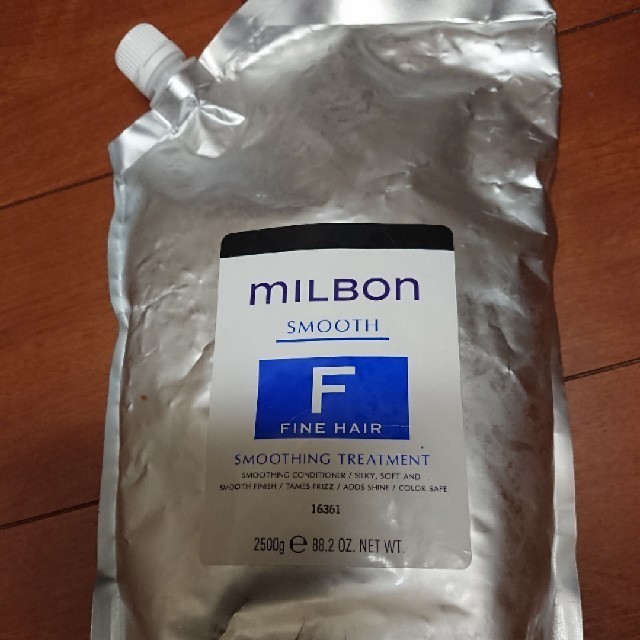 MILBON
SMOOTH
F
FINE HAIR
SMOOTHING TREATMENT
SMOOTHING CONDITIONER / SILKY, SOFT AND
SMOOTH FINISH / TAMES FRIZZ / ADDS SHINE / COLOR SAFE
16361
2500g ℮ 88.2 OZ. NET WT.